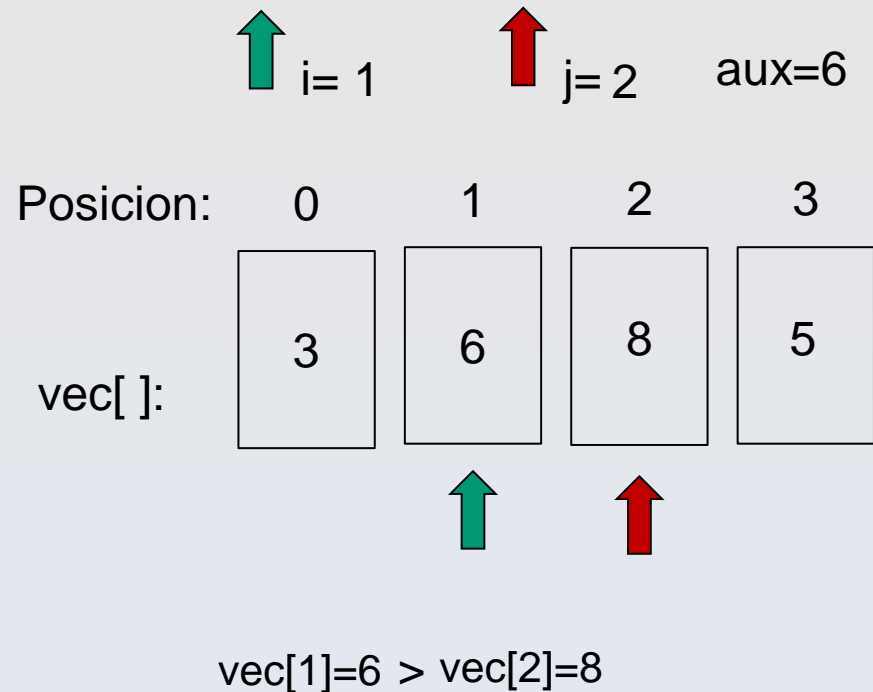 i= 1 j= 2 aux=6
Posicion: 0 1 2 3
vec[ ]: 3 6 8 5
vec[1]=6 > vec[2]=8